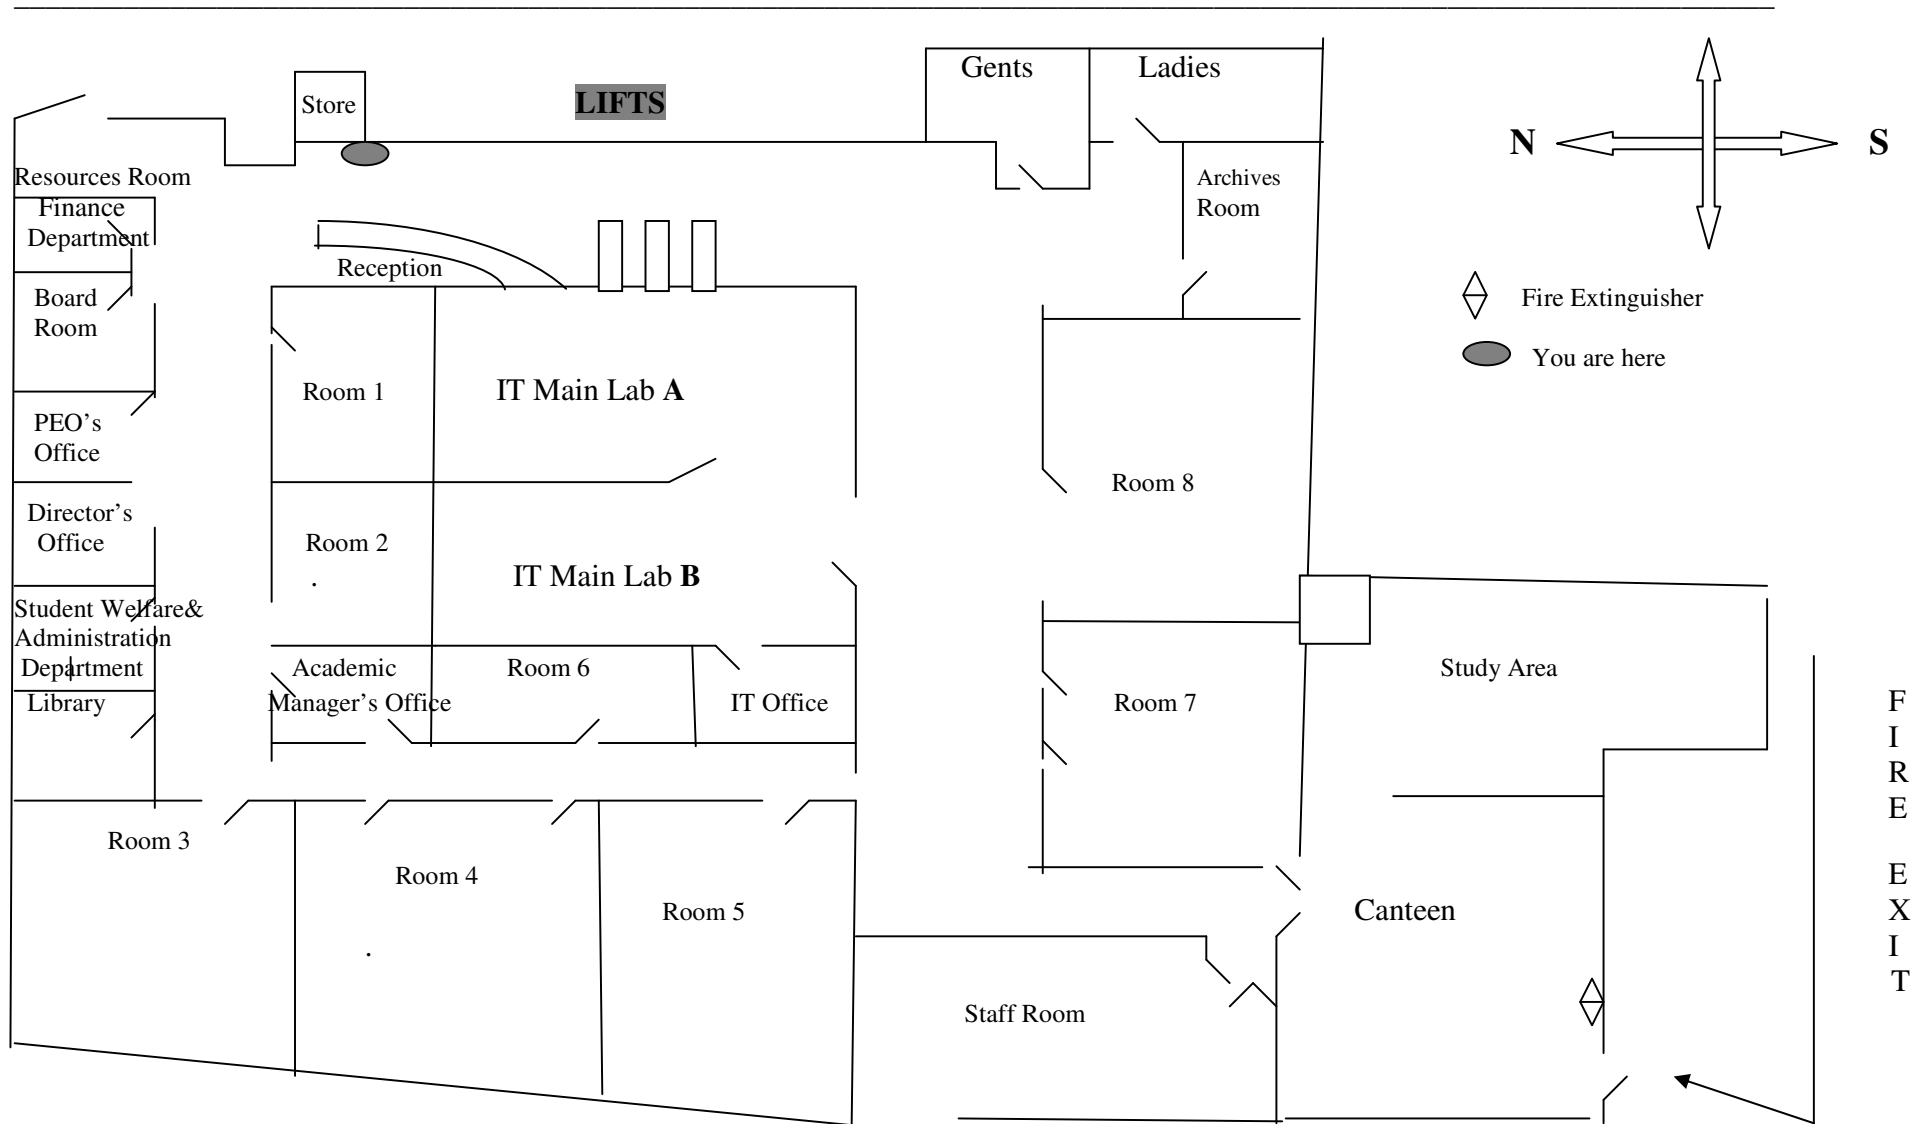 Gents
Ladies
Store
LIFTS
N
S
Resources Room
Finance
Department
Archives
Room
Reception
Board
Room
Fire Extinguisher
You are here
Room 1
IT Main Lab A
PEO’s
Office
Room 8
Director’s
Office
Room 2
.
IT Main Lab B
Student Welfare&
Administration
Department
Library
Academic
Manager’s Office
Room 6
IT Office
Room 7
Study Area
F
I
R
E
E
X
I
T
Room 3
Room 4
.
Room 5
Canteen
Staff Room